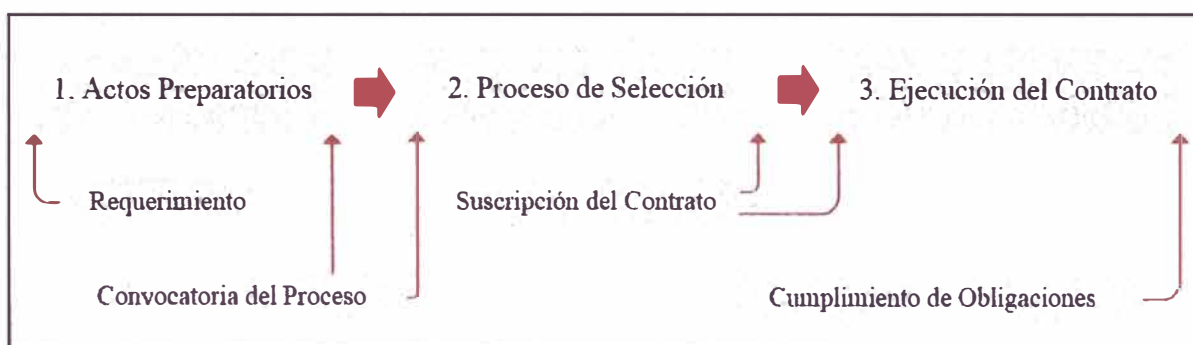 1. Actos Preparatorios
2. Proceso de Selección
3. Ejecución del Contrato
Requerimiento
Suscripción del Contrato
Convocatoria del Proceso
Cumplimiento de Obligaciones